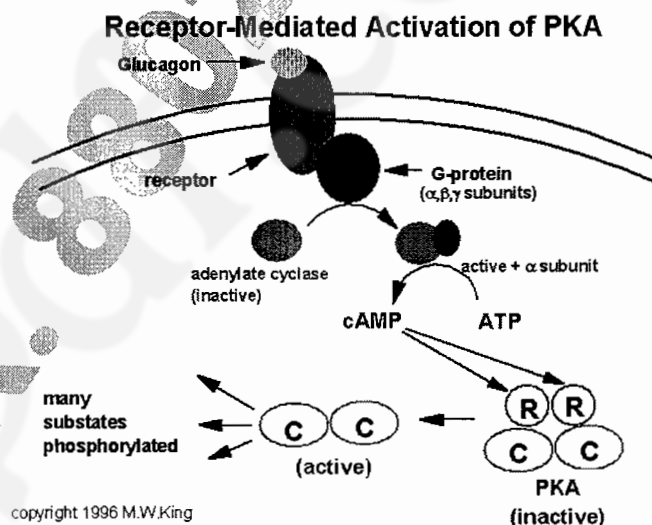 Receptor-Mediated Activation of PKA
Glucagon
receptor
G-protein
(α,β,γ subunits)
adenylate cyclase
(inactive)
active + α subunit
cAMP
ATP
R
R
C
C
PKA
(inactive)
C
C
(active)
many
substates
phosphorylated
copyright 1996 M.W.King